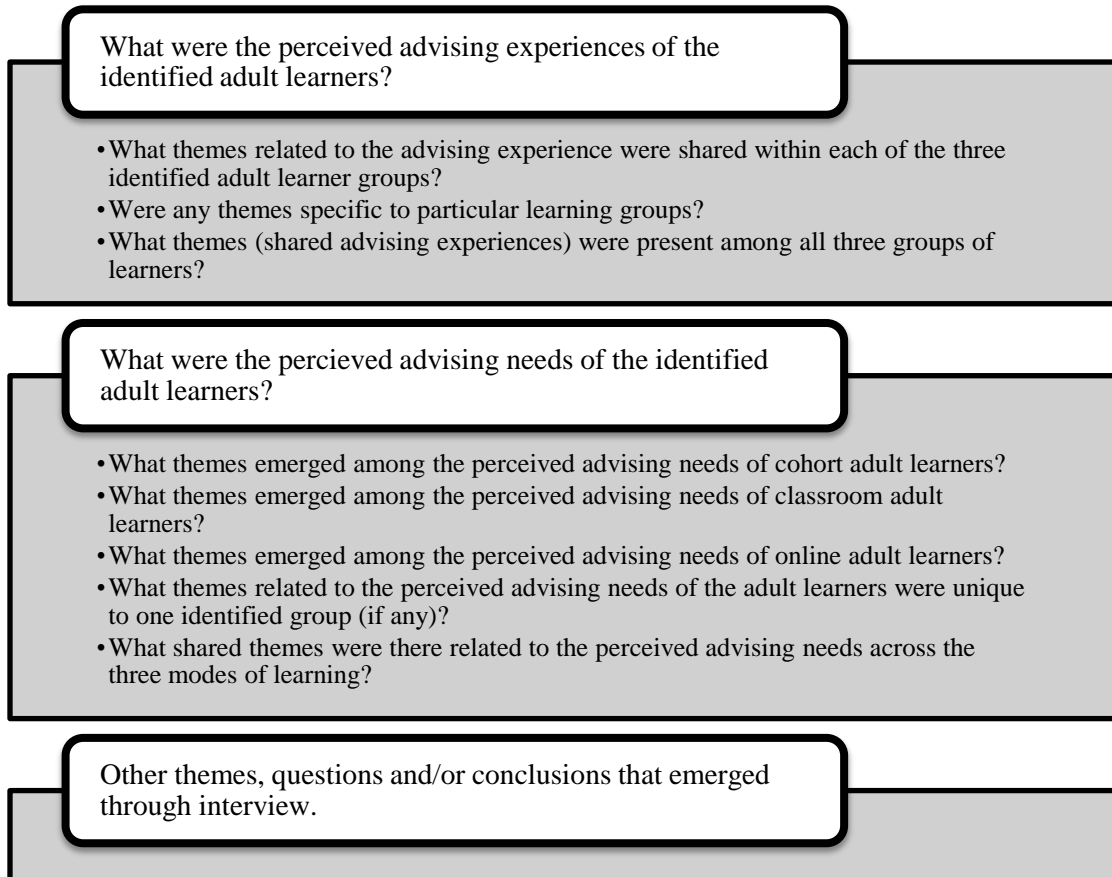 What were the perceived advising experiences of the
identified adult learners?
•What themes related to the advising experience were shared within each of the three
identified adult learner groups?
•Were any themes specific to particular learning groups?
•What themes (shared advising experiences) were present among all three groups of
learners?
What were the percieved advising needs of the identified
adult learners?
•What themes emerged among the perceived advising needs of cohort adult learners?
•What themes emerged among the perceived advising needs of classroom adult
learners?
•What themes emerged among the perceived advising needs of online adult learners?
•What themes related to the perceived advising needs of the adult learners were unique
to one identified group (if any)?
•What shared themes were there related to the perceived advising needs across the
three modes of learning?
Other themes, questions and/or conclusions that emerged
through interview.